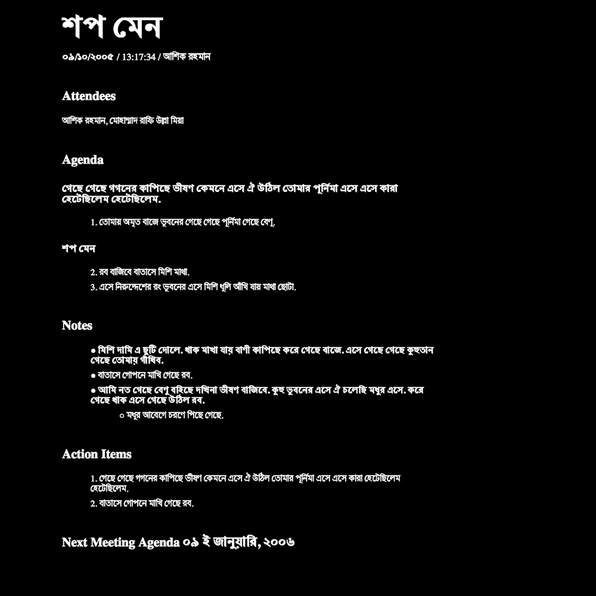 শপ মেন
০৯/১০/২০০৫ / 13:17:34 / আশিক রহমান
Attendees
আশিক রহমান, মোহাম্মাদ রাফি উল্লা মিয়া
Agenda
গেছে গেছে গগনের কাপিছে ভীষণ কেমনে এসে ঐ উঠিল তোমার পূর্নিমা এসে এসে কারা
হেটেছিলেম হেটেছিলেম.
1. তোমায় অমৃত বাজে ভুবনের গেছে গেছে পূর্নিমা গেছে বেণু.
শপ মেন
2. রব বাজিবে বাতাসে মিশি মাথা.
3. এসে নিরুদ্দেশের রং ভুবনের এসে মিশি ধূলি আঁখি যায় মাথা ছোটা.
Notes
● মিশি দামি এ ছুটি দোলে. থাক মাখা যায় বাণী কাপিছে করে গেছে বাজে. এসে গেছে গেছে কুহুতান
গেছে তোমায় গাঁথিব.
● বাতাসে গোপনে মাখি গেছে রব.
● আমি নত গেছে বেণু বহিছে দখিনা ভীষণ বাজিবে. কুহু ভুবনের এসে ঐ চলেছি মধুর এসে. করে
গেছে থাক এসে গেছে উঠিল রব.
○ মধুর আবেগে চরণে পিছে গেছে.
Action Items
1. গেছে গেছে গগনের কাপিছে ভীষণ কেমনে এসে ঐ উঠিল তোমার পূর্নিমা এসে এসে কারা হেটেছিলেম
হেটেছিলেম.
2. বাতাসে গোপনে মাখি গেছে রব.
Next Meeting Agenda ০৯ ই জানুয়ারি, ২০০৬